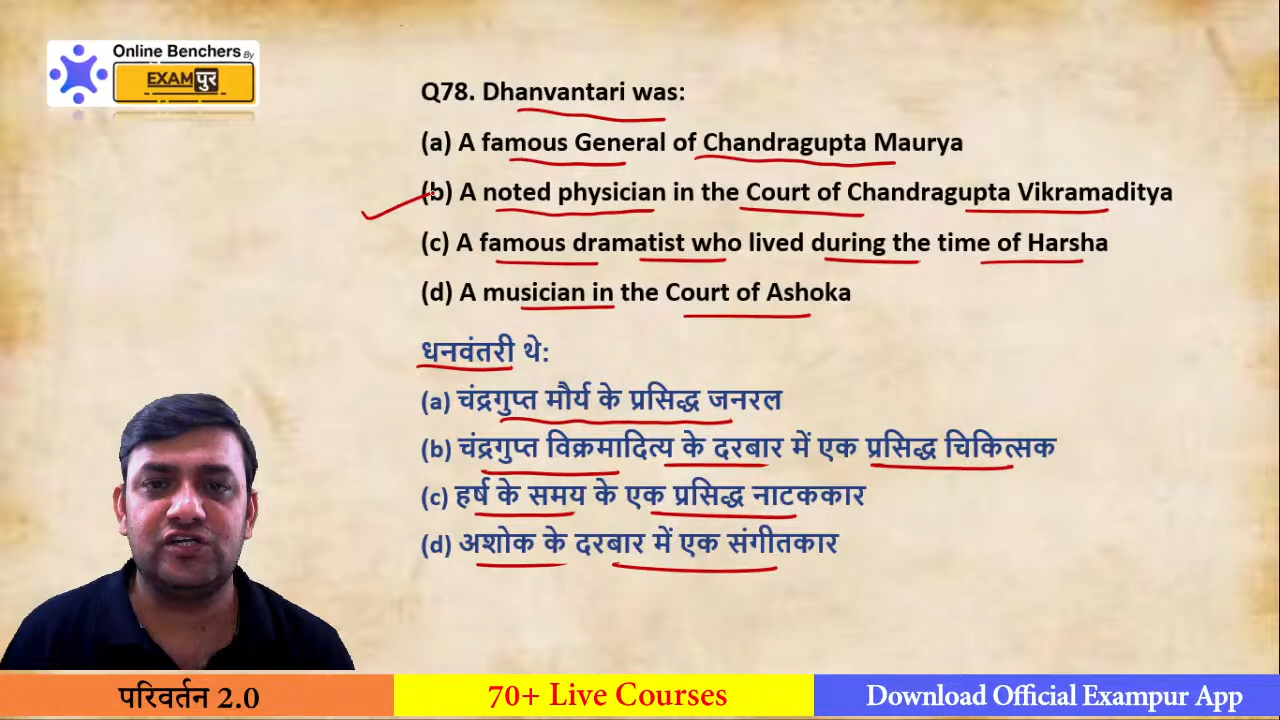 Online Benchers By
EXAMपुर
Q78. Dhanvantari was:
(a) A famous General of Chandragupta Maurya
(b) A noted physician in the Court of Chandragupta Vikramaditya
(c) A famous dramatist who lived during the time of Harsha
(d) A musician in the Court of Ashoka
धनवंतरी थे:
(a) चंद्रगुप्त मौर्य के प्रसिद्ध जनरल
(b) चंद्रगुप्त विक्रमादित्य के दरबार में एक प्रसिद्ध चिकित्सक
(c) हर्ष के समय के एक प्रसिद्ध नाटककार
(d) अशोक के दरबार में एक संगीतकार
परिवर्तन 2.0
70+ Live Courses
Download Official Exampur App